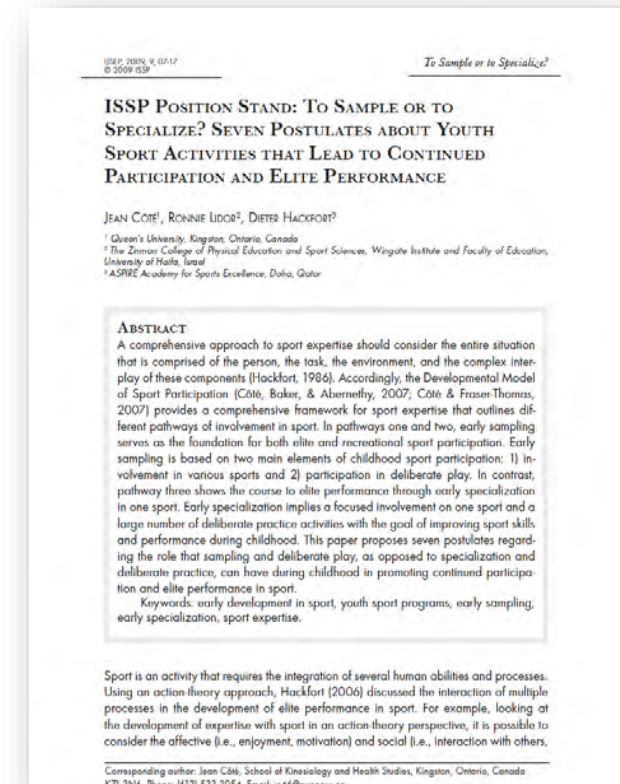 IJSEP, 2009, 9, 07-17
© 2009 ISSP
To Sample or to Specialize?
ISSP POSITION STAND: TO SAMPLE OR TO
SPECIALIZE? SEVEN POSTULATES ABOUT YOUTH
SPORT ACTIVITIES THAT LEAD TO CONTINUED
PARTICIPATION AND ELITE PERFORMANCE
JEAN CÔTÉ¹, RONNIE LIDOR², DIETER HACKFORT³
¹ Queen's University, Kingston, Ontario, Canada
² The Zinman College of Physical Education and Sport Sciences, Wingate Institute and Faculty of Education,
University of Haifa, Israel
³ ASPIRE Academy for Sports Excellence, Doha, Qatar
ABSTRACT
A comprehensive approach to sport expertise should consider the entire situation
that is comprised of the person, the task, the environment, and the complex inter-
play of these components (Hackfort, 1986). Accordingly, the Developmental Model
of Sport Participation (Côté, Baker, & Abernethy, 2007; Côté & Fraser-Thomas,
2007) provides a comprehensive framework for sport expertise that outlines dif-
ferent pathways of involvement in sport. In pathways one and two, early sampling
serves as the foundation for both elite and recreational sport participation. Early
sampling is based on two main elements of childhood sport participation: 1) in-
volvement in various sports and 2) participation in deliberate play. In contrast,
pathway three shows the course to elite performance through early specialization
in one sport. Early specialization implies a focused involvement on one sport and a
large number of deliberate practice activities with the goal of improving sport skills
and performance during childhood. This paper proposes seven postulates regard-
ing the role that sampling and deliberate play, as opposed to specialization and
deliberate practice, can have during childhood in promoting continued participa-
tion and elite performance in sport.
Keywords: early development in sport, youth sport programs, early sampling,
early specialization, sport expertise.
Sport is an activity that requires the integration of several human abilities and processes.
Using an action-theory approach, Hackfort (2006) discussed the interaction of multiple
processes in the development of elite performance in sport. For example, looking at
the development of expertise with sport in an action-theory perspective, it is possible to
consider the affective (i.e., enjoyment, motivation) and social (i.e., interaction with others,
Corresponding author: Jean Côté, School of Kinesiology and Health Studies, Kingston, Ontario, Canada